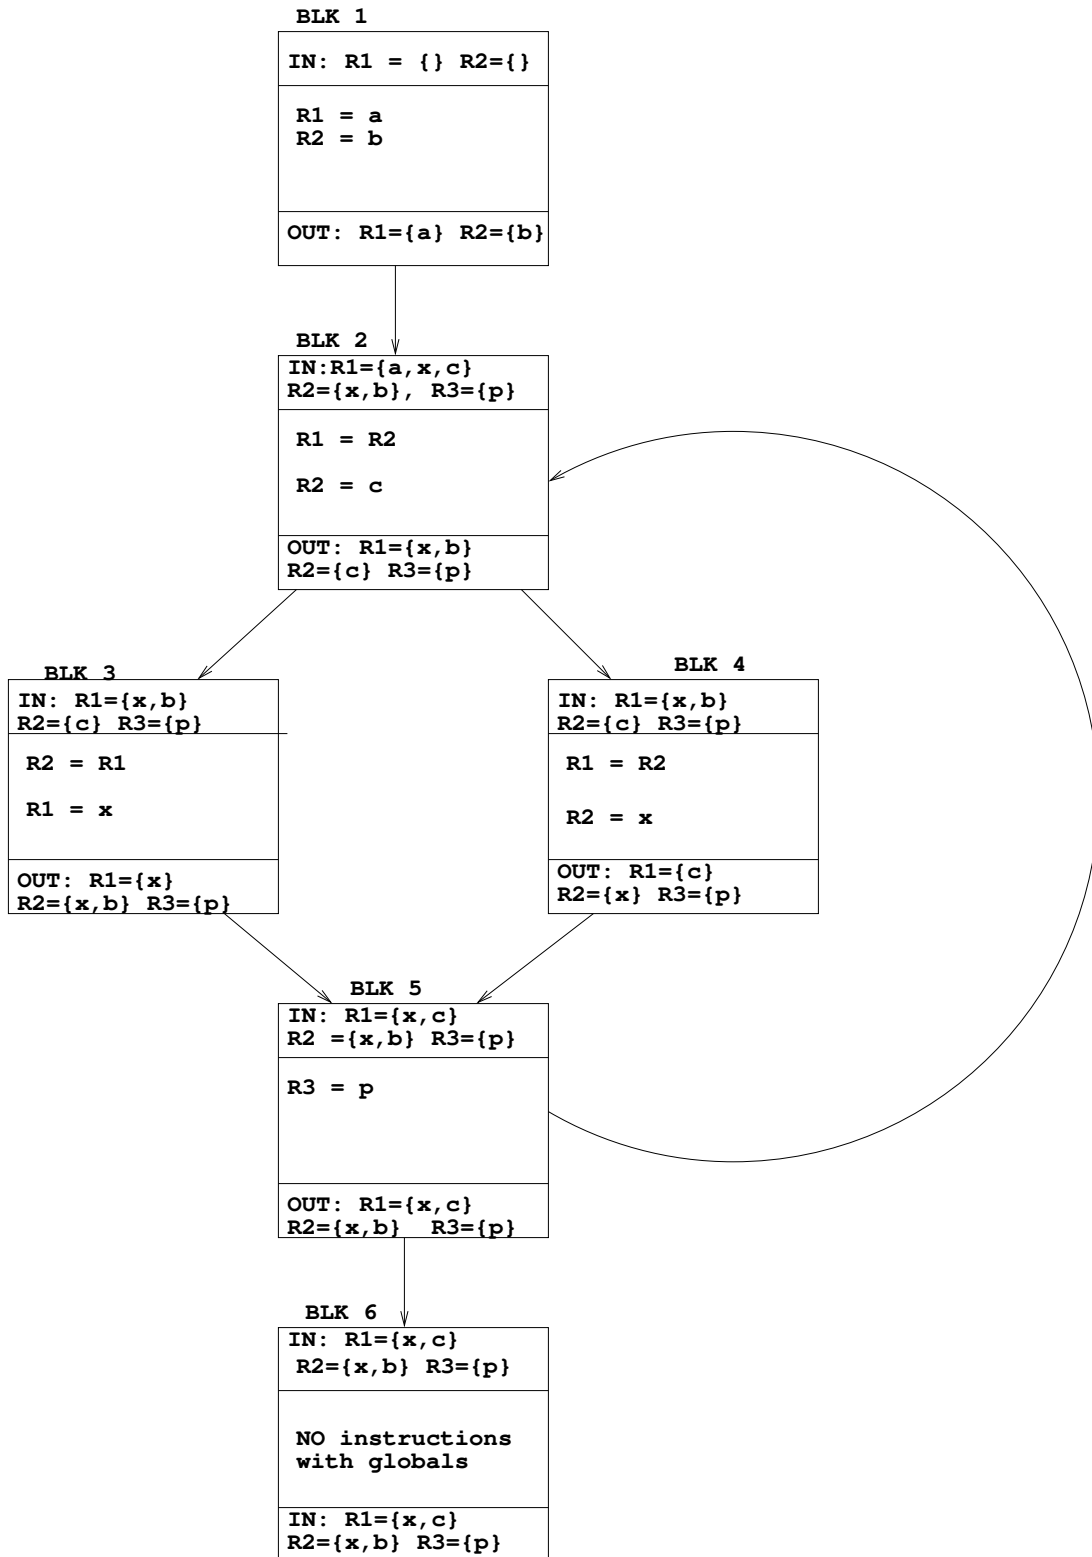 BLK 1
IN: R1 = {} R2={}
R1 = a
R2 = b
OUT: R1={a} R2={b}
BLK 2
IN:R1={a,x,c}
R2={x,b}, R3={p}
R1 = R2
R2 = c
OUT: R1={x,b}
R2={c} R3={p}
BLK 3
IN: R1={x,b}
R2={c} R3={p}
R2 = R1
R1 = x
OUT: R1={x}
R2={x,b} R3={p}
BLK 4
IN: R1={x,b}
R2={c} R3={p}
R1 = R2
R2 = x
OUT: R1={c}
R2={x} R3={p}
BLK 5
IN: R1={x,c}
R2 ={x,b} R3={p}
R3 = p
OUT: R1={x,c}
R2={x,b} R3={p}
BLK 6
IN: R1={x,c}
R2={x,b} R3={p}
NO instructions
with globals
IN: R1={x,c}
R2={x,b} R3={p}